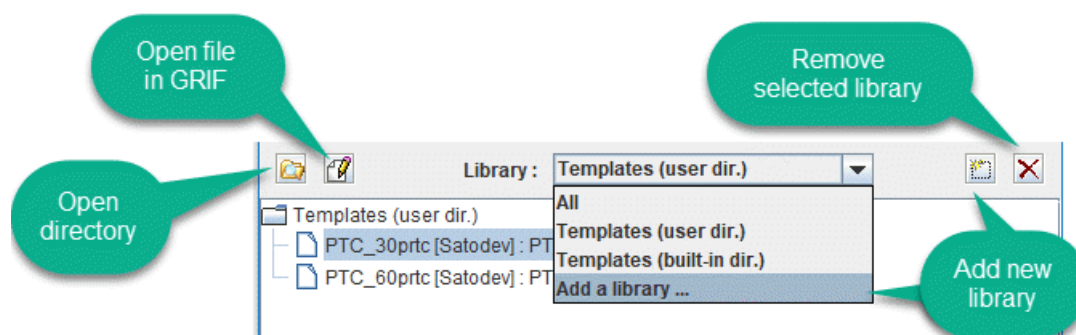 Open file
in GRIF
Remove
selected library
Open
directory
Library : Templates (user dir.)
All
Templates (user dir.)
Templates (built-in dir.)
Add a library ...
Templates (user dir.)
PTC_30prtc [Satodev] : PT
PTC_60prtc [Satodev] : PT
Add new
library